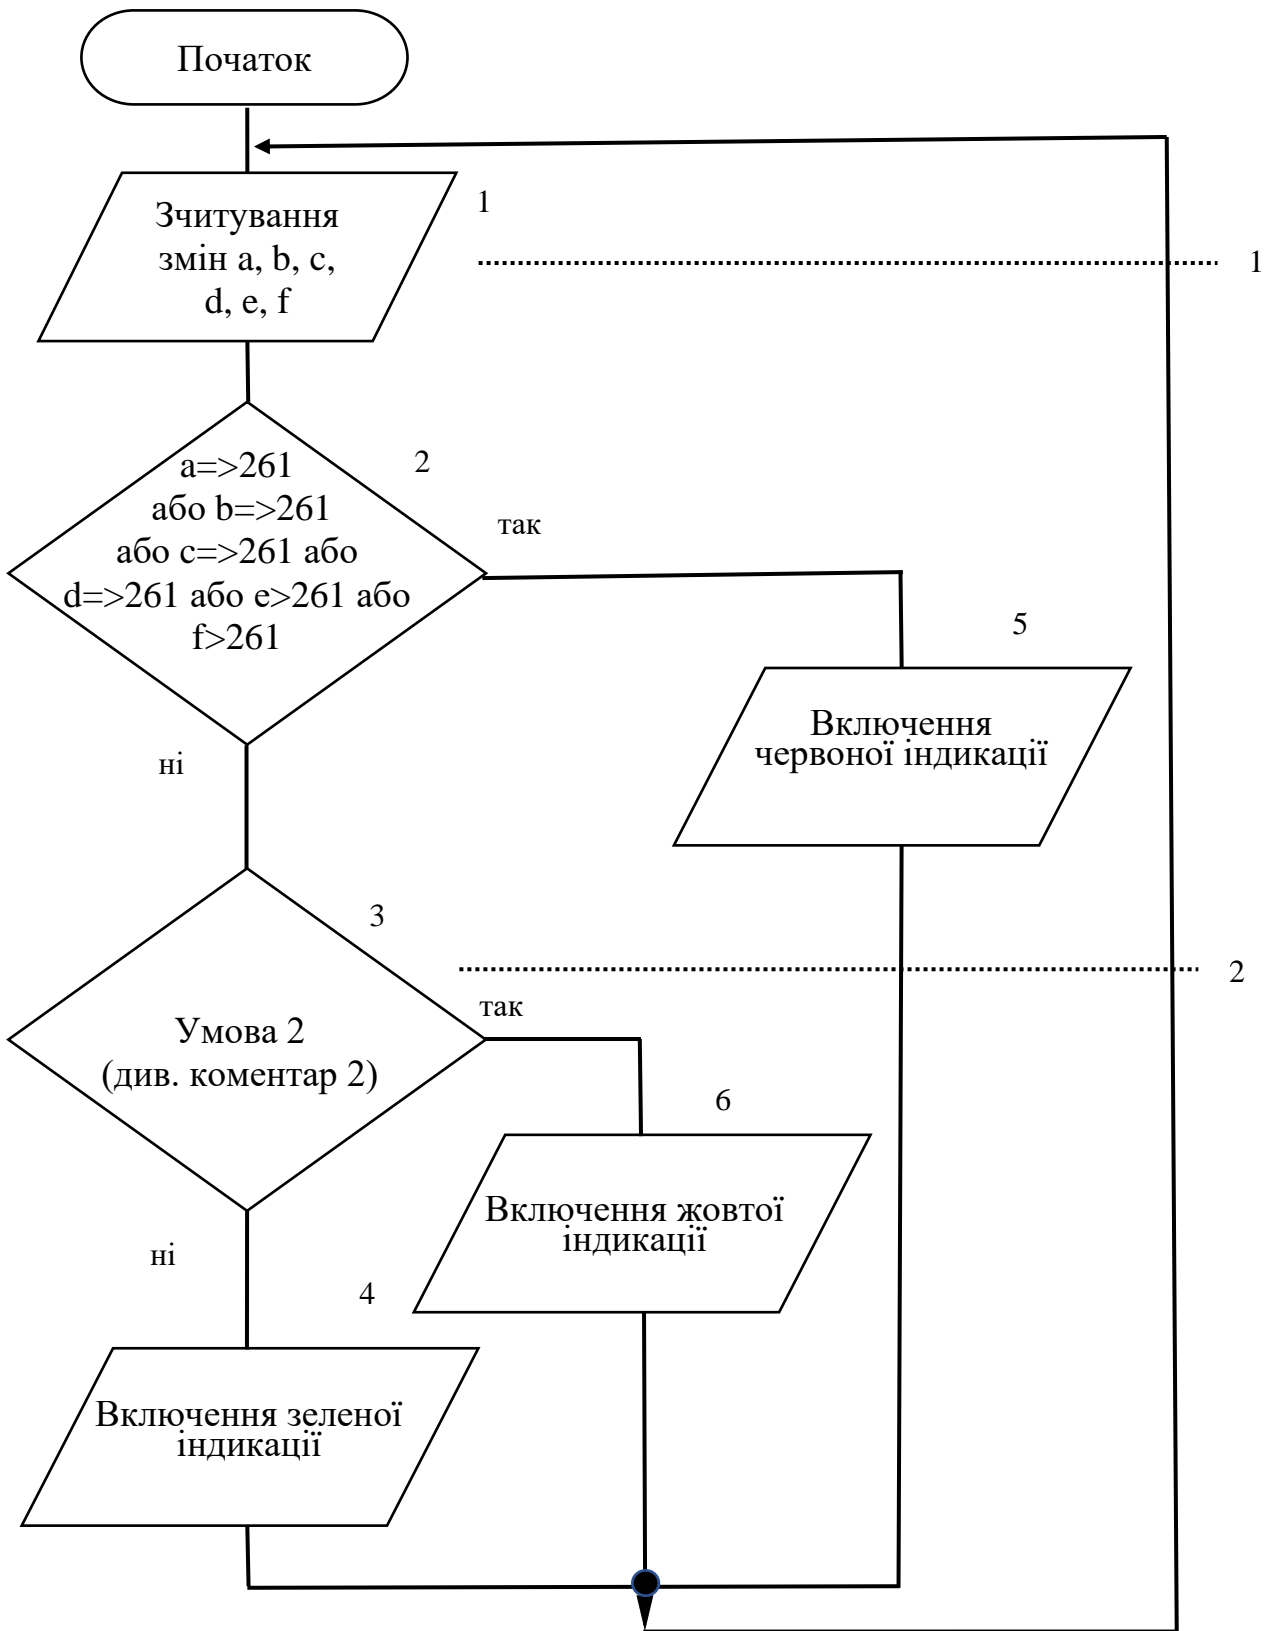 Початок
Зчитування
змін a, b, c,
d, e, f
1
1
a=>261
або b=>261
або c=>261 або
d=>261 або e>261 або
f>261
2
так
ні
5
Включення
червоної індикації
3
2
Умова 2
(див. коментар 2)
так
ні
6
Включення жовтої
індикації
4
Включення зеленої
індикації